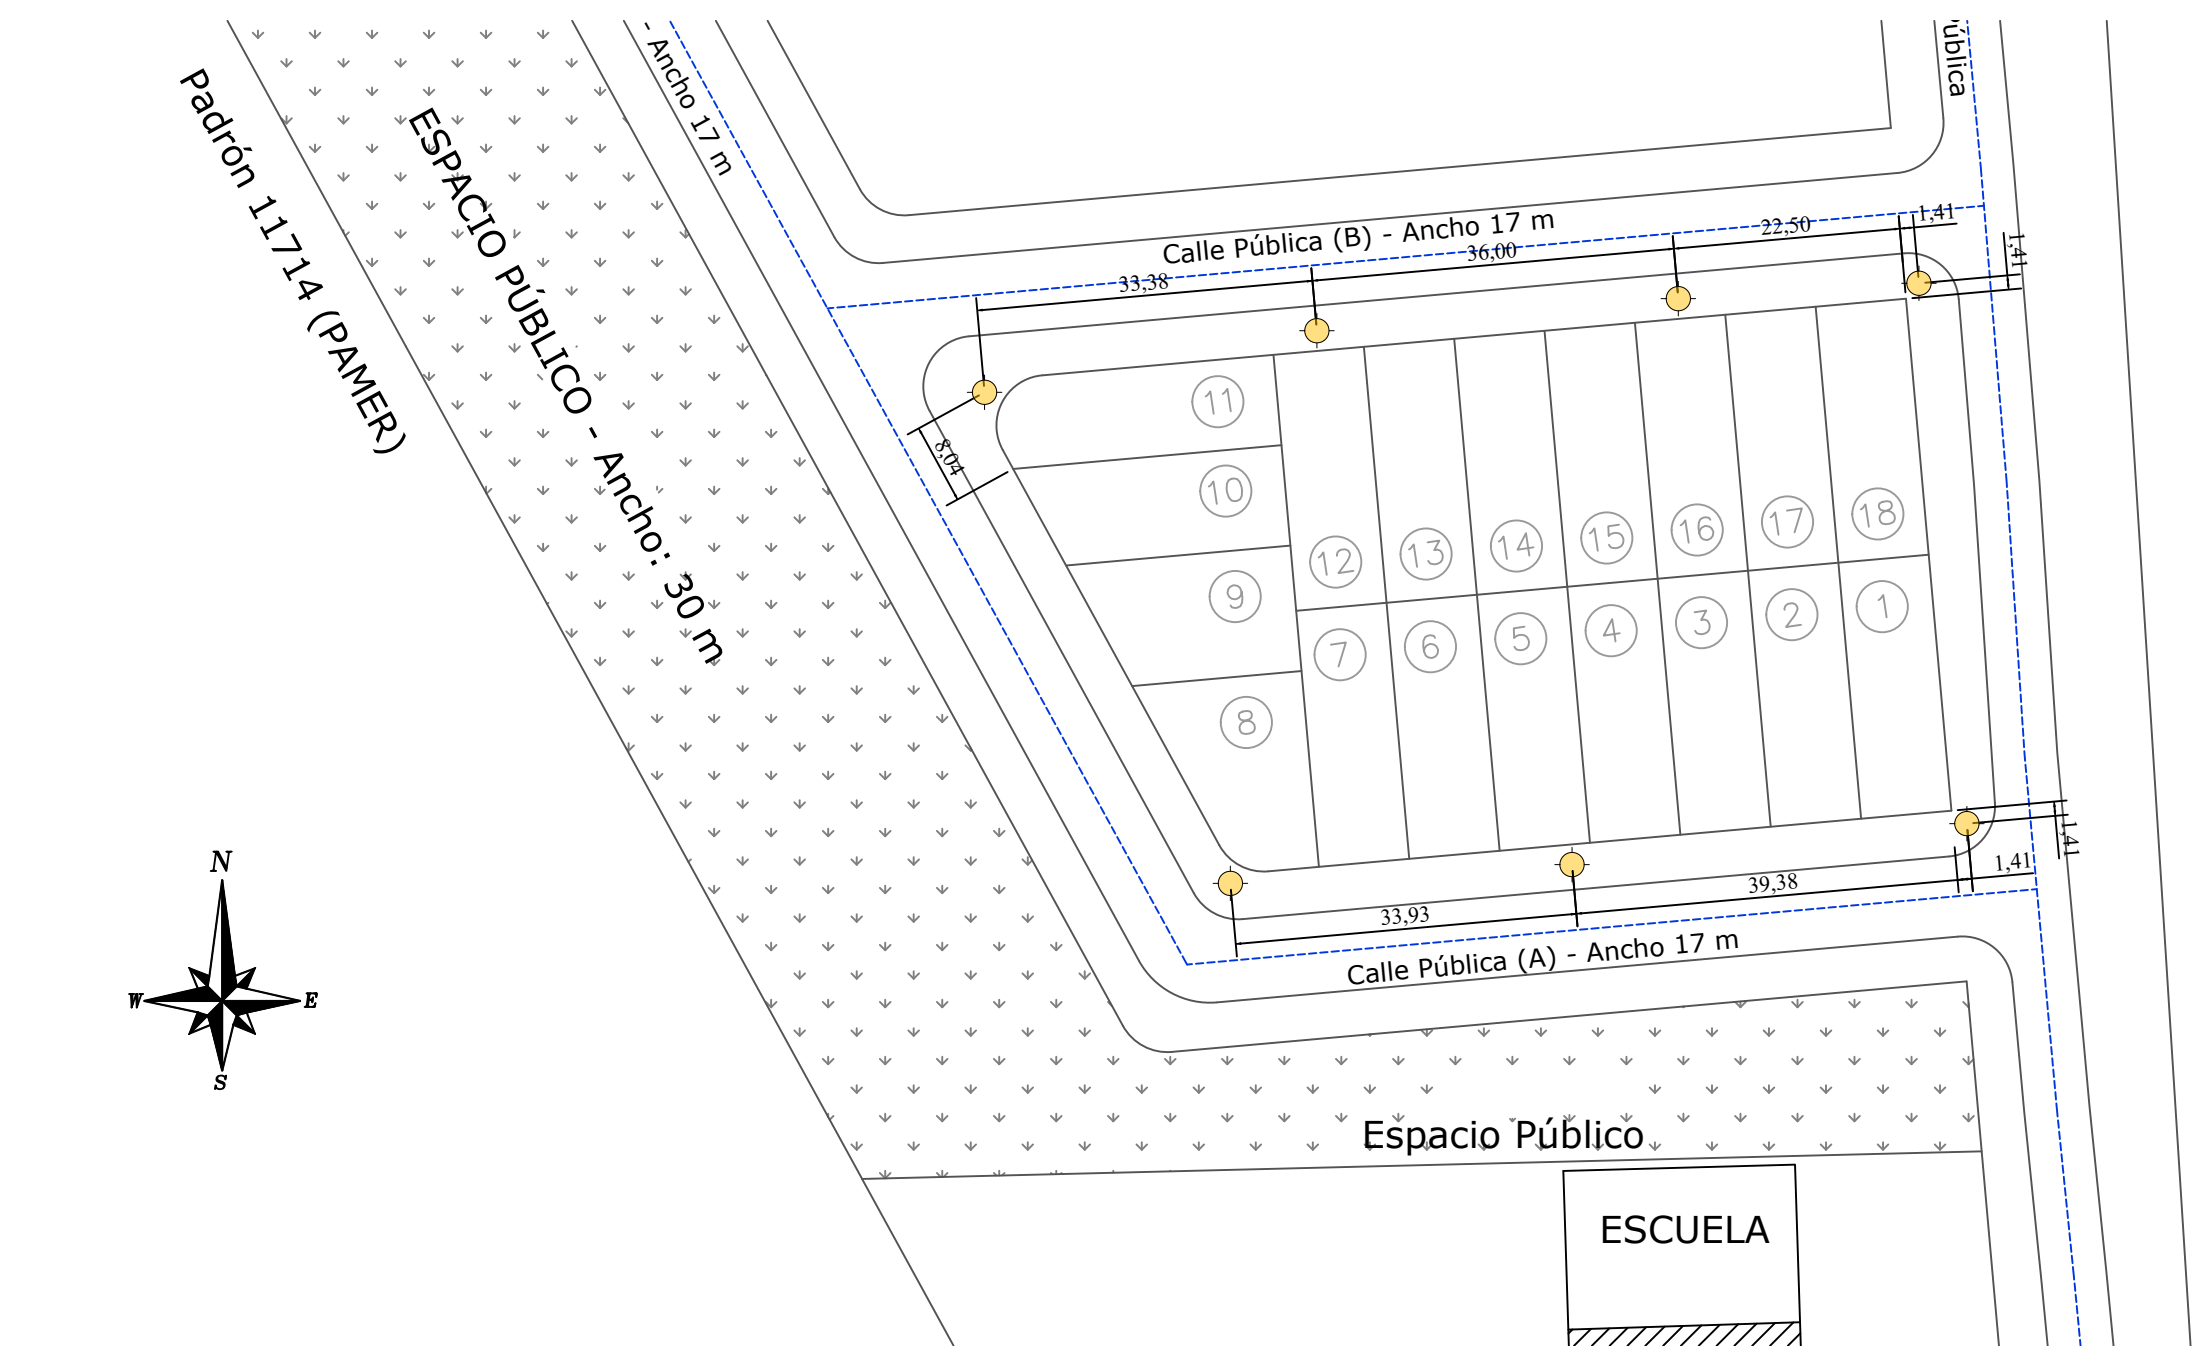 - Ancho 17 m
ública
Padrón 11714 (PAMER)
ESPACIO PÚBLICO - Ancho: 30 m
Calle Pública (B) - Ancho 17 m
33,38
36,00
22,50
1,41
1,41
8,04
11
10
9
8
12
13
14
15
16
17
18
7
6
5
4
3
2
1
1,41
1,41
39,38
33,93
Calle Pública (A) - Ancho 17 m
N
W
E
S
Espacio Público
ESCUELA